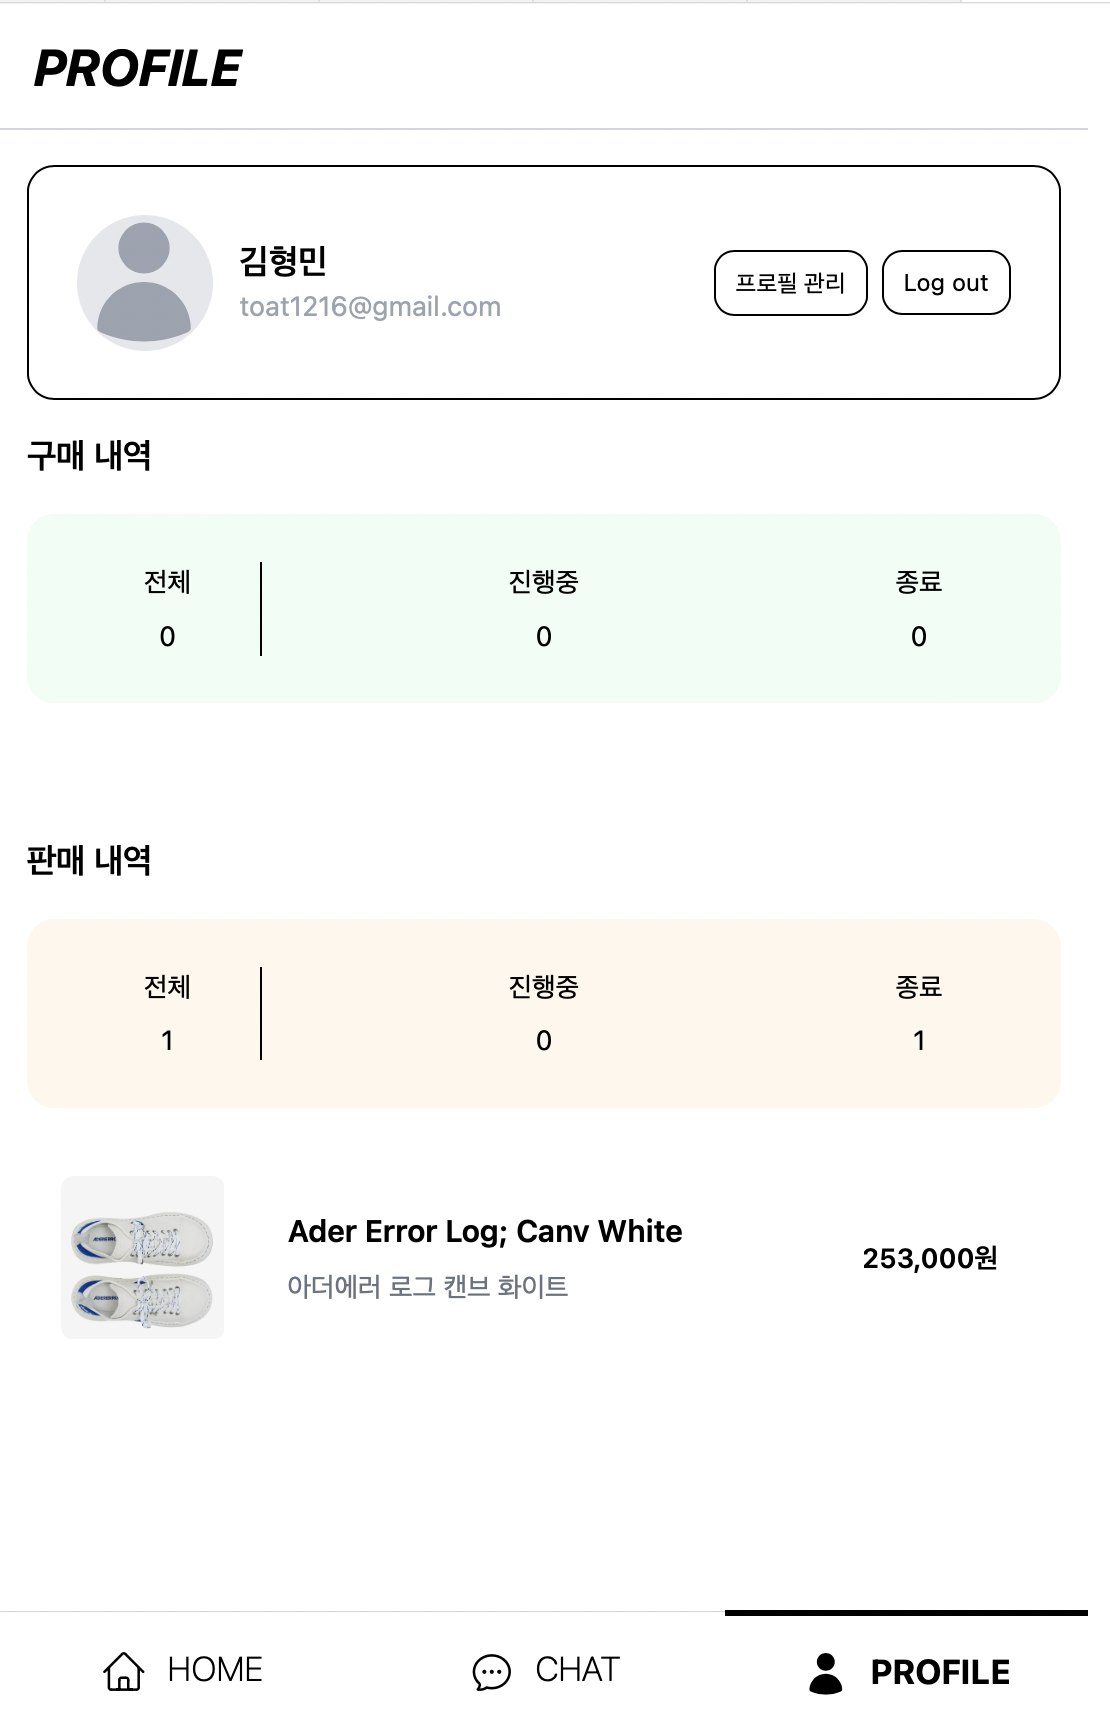 PROFILE
김형민
toat1216@gmail.com
프로필 관리
Log out
구매 내역
전체
진행중
종료
0
0
0
판매 내역
전체
진행중
종료
1
0
1
Ader Error Log; Canv White
아더에러 로그 캔브 화이트
253,000원
HOME
CHAT
PROFILE